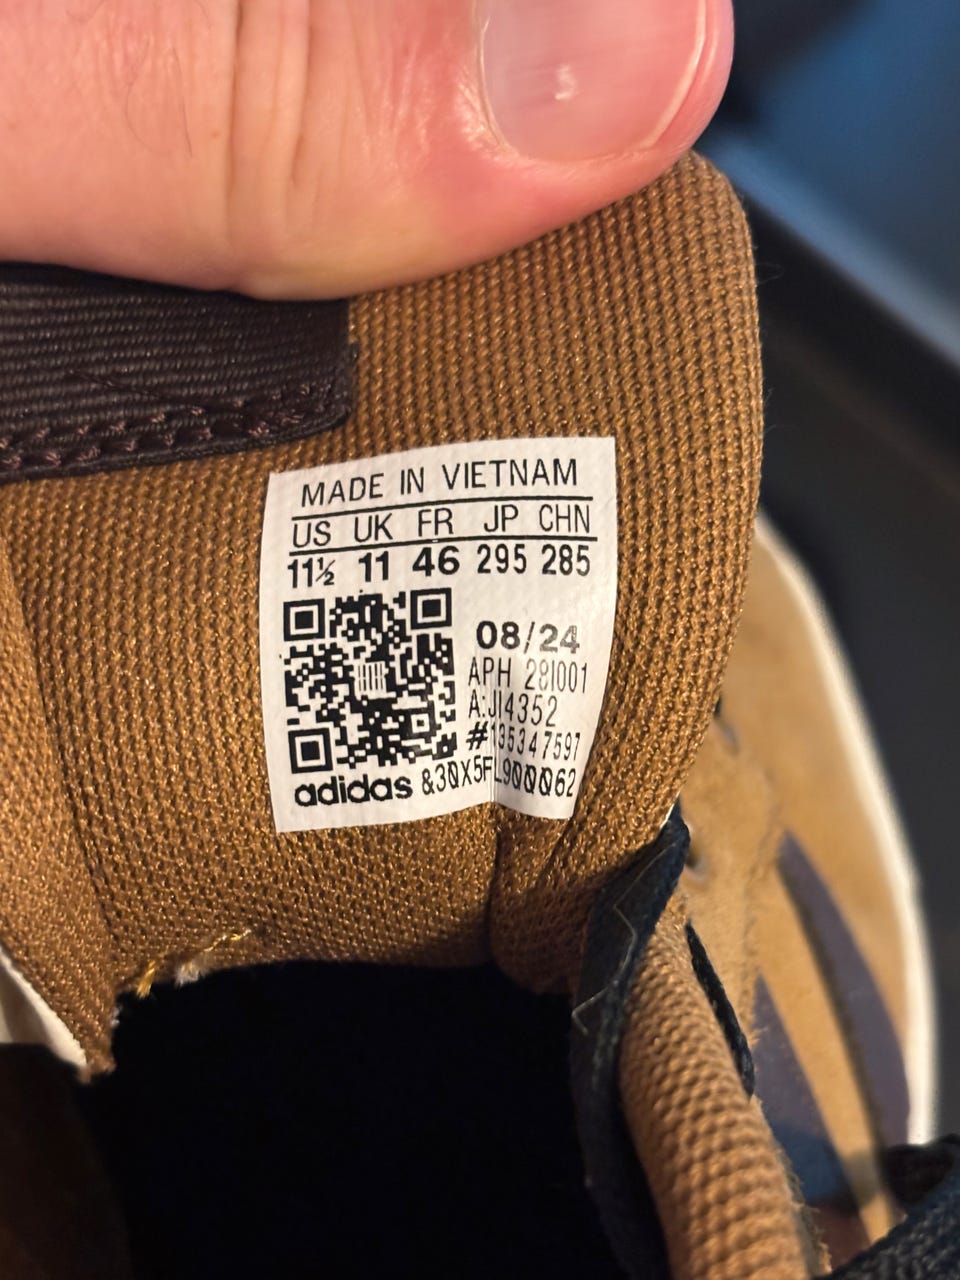 MADE IN VIETNAM
US UK FR JP CHN
11½ 11 46 295 285
08/24
APH 28I001
A:JI4352
#135347597
adidas &30X5FL900062